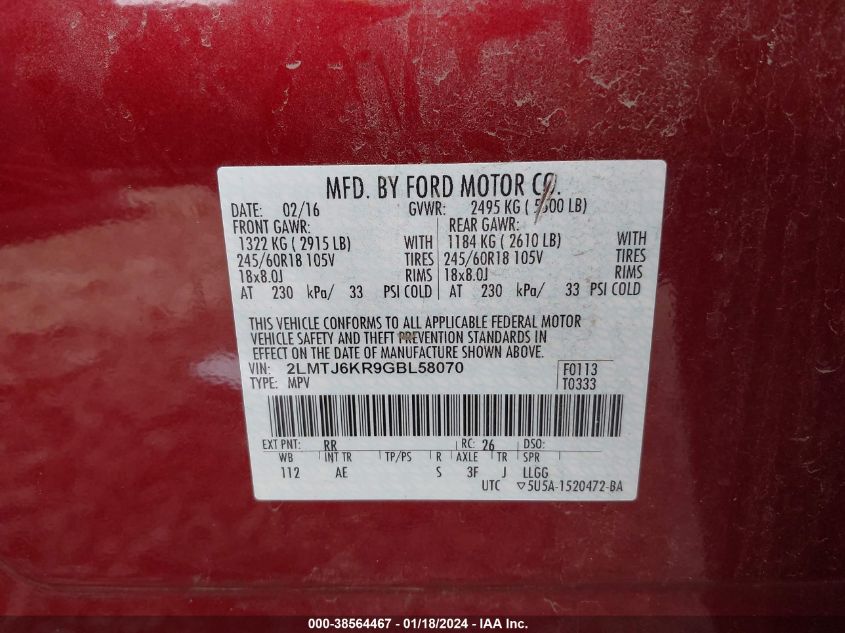 MFD. BY FORD MOTOR CO.
DATE: 02/16 GVWR: 2495 KG ( 5500 LB)
FRONT GAWR: REAR GAWR:
1322 KG ( 2915 LB) WITH 1184 KG ( 2610 LB) WITH
245/60R18 105V TIRES 245/60R18 105V TIRES
18x8.0J RIMS 18x8.0J RIMS
AT 230 kPa/ 33 PSI COLD AT 230 kPa/ 33 PSI COLD
THIS VEHICLE CONFORMS TO ALL APPLICABLE FEDERAL MOTOR
VEHICLE SAFETY AND THEFT PREVENTION STANDARDS IN
EFFECT ON THE DATE OF MANUFACTURE SHOWN ABOVE.
VIN: 2LMTJ6KR9GBL58070 F0113
TYPE: MPV T0333
EXT PNT: RR RC: 26 DSO:
WB INT TR TP/PS R AXLE TR SPR
112 AE S 3F J LLGG
UTC ▽5U5A-1520472-BA
000-38564467 - 01/18/2024 - IAAI Inc.